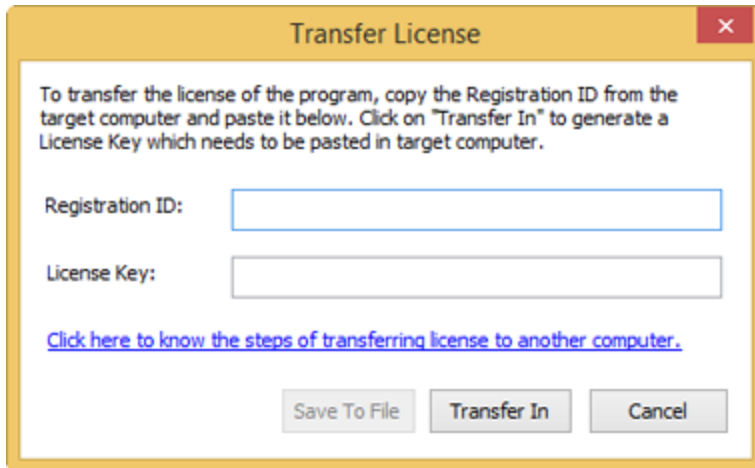 Transfer License
To transfer the license of the program, copy the Registration ID from the
target computer and paste it below. Click on "Transfer In" to generate a
License Key which needs to be pasted in target computer.
Registration ID:
License Key:
Click here to know the steps of transferring license to another computer.
Save To File Transfer In Cancel